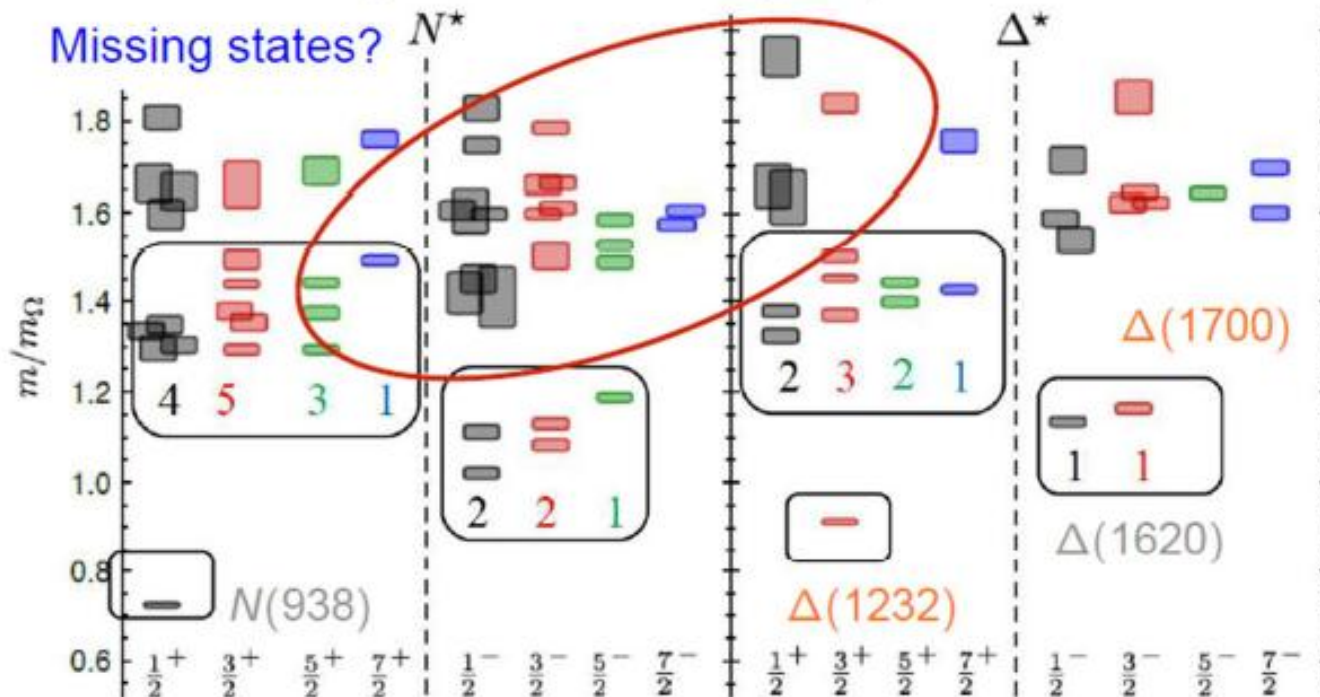 Missing states?
N*
Δ*
1.8
1.6
1.4
1.2
1.0
0.8
0.6
m/mΩ
4 5 3 1
2 2 1
2 3 2 1
1 1
Δ(1700)
Δ(1620)
N(938)
Δ(1232)
1/2+ 3/2+ 5/2+ 7/2+ 1/2− 3/2− 5/2− 7/2− 1/2+ 3/2+ 5/2+ 7/2+ 1/2− 3/2− 5/2− 7/2−